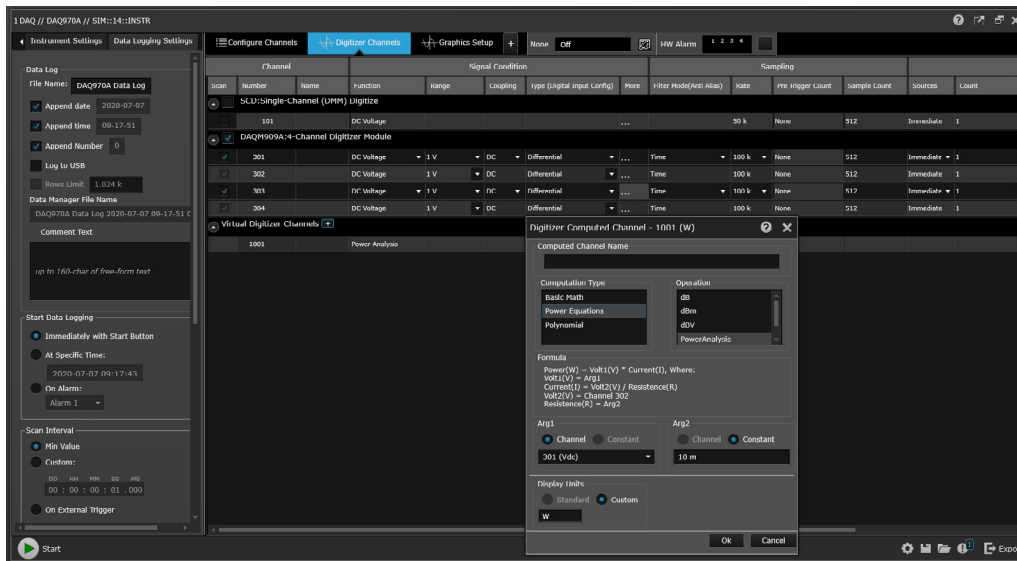 1 DAQ // DAQ970A // SIM::14::INSTR
Instrument Settings Data Logging Settings
Configure Channels Digitizer Channels Graphics Setup + None Off HW Alarm 1 2 3 4
Data Log
File Name: DAQ970A Data Log
Append date 2020-07-07
Append time 09-17-51
Append Number 0
Log to USB
Rows Limit 1.024 k
Data Manager File Name
DAQ970A Data Log 2020-07-07 09-17-51 0
Comment Text
up to 160-char of free-form text
Start Data Logging
Immediately with Start Button
At Specific Time:
2020-07-07 09:17:43
On Alarm:
Alarm 1
Scan Interval
Min Value
Custom:
DD HH MM SS MS
00 : 00 : 00 : 01 .000
On External Trigger
Start
Channel Signal Condition Sampling
Scan Number Name Function Range Coupling Type (Digital Input Config) More Filter Mode(Anti Alias) Rate Pre Trigger Count Sample Count Sources Count
SCD:Single-Channel (DMM) Digitize
101 DC Voltage ... 50 k None 512 Immediate 1
DAQM909A:4-Channel Digitizer Module
301 DC Voltage 1 V DC Differential ... Time 100 k None 512 Immediate 1
302 DC Voltage 1 V DC Differential ... Time 100 k None 512 Immediate 1
303 DC Voltage 1 V DC Differential ... Time 100 k None 512 Immediate 1
304 DC Voltage 1 V DC Differential ... Time 100 k None 512 Immediate 1
Virtual Digitizer Channels +
1001 Power Analysis
Digitizer Computed Channel - 1001 (W)
Computed Channel Name
Computation Type
Basic Math
Power Equations
Polynomial
Operation
dB
dBm
dBV
PowerAnalysis
Formula
Power(W) = Volt1(V) * Current(I), Where:
Volt1(V) = Arg1
Current(I) = Volt2(V) / Resistence(R)
Volt2(V) = Channel 302
Resistence(R) = Arg2
Arg1
Channel Constant
301 (Vdc)
Arg2
Channel Constant
10 m
Display Units
Standard Custom
W
Ok Cancel
1
Expo